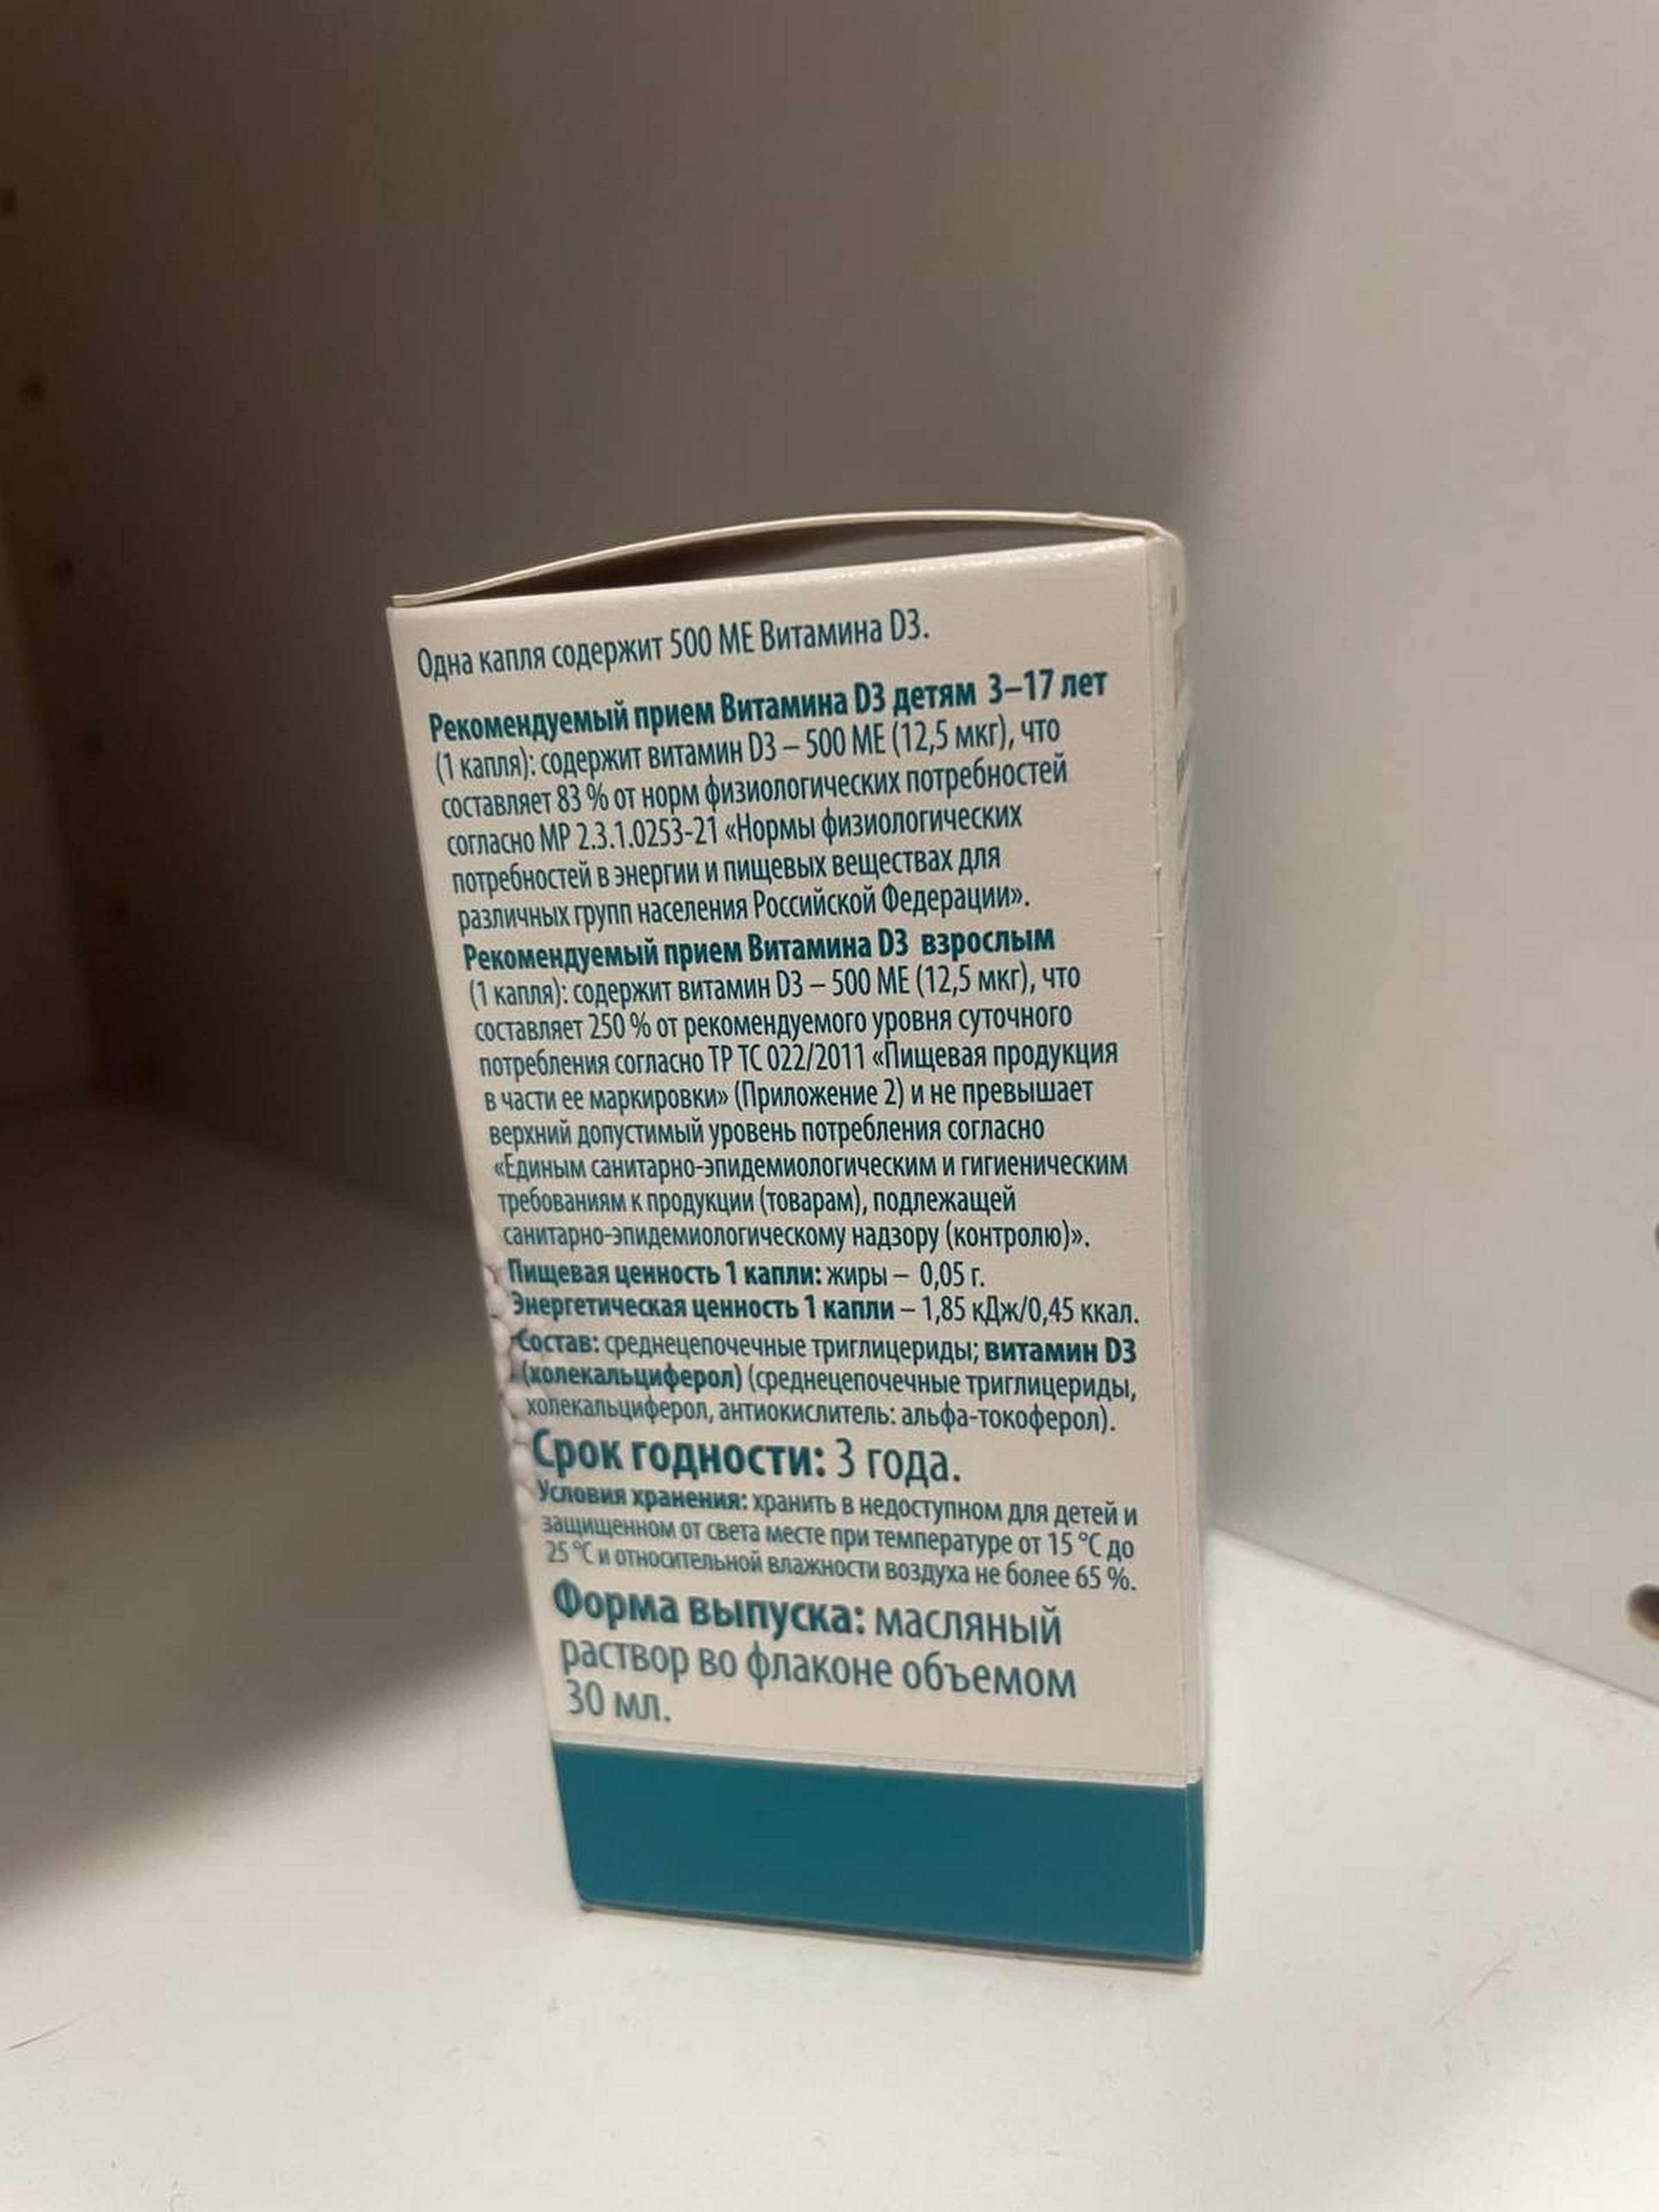 Одна капля содержит 500 МЕ Витамина D3.
Рекомендуемый прием Витамина D3 детям 3–17 лет
(1 капля): содержит витамин D3 – 500 МЕ (12,5 мкг), что
составляет 83 % от норм физиологических потребностей
согласно МР 2.3.1.0253-21 «Нормы физиологических
потребностей в энергии и пищевых веществах для
различных групп населения Российской Федерации».
Рекомендуемый прием Витамина D3 взрослым
(1 капля): содержит витамин D3 – 500 МЕ (12,5 мкг), что
составляет 250 % от рекомендуемого уровня суточного
потребления согласно ТР ТС 022/2011 «Пищевая продукция
в части ее маркировки» (Приложение 2) и не превышает
верхний допустимый уровень потребления согласно
«Единым санитарно-эпидемиологическим и гигиеническим
требованиям к продукции (товарам), подлежащей
санитарно-эпидемиологическому надзору (контролю)».
Пищевая ценность 1 капли: жиры – 0,05 г.
Энергетическая ценность 1 капли – 1,85 кДж/0,45 ккал.
Состав: среднецепочечные триглицериды; витамин D3
(холекальциферол) (среднецепочечные триглицериды,
холекальциферол, антиокислитель: альфа-токоферол).
Срок годности: 3 года.
Условия хранения: хранить в недоступном для детей и
защищенном от света месте при температуре от 15 °С до
25 °С и относительной влажности воздуха не более 65 %.
Форма выпуска: масляный
раствор во флаконе объемом
30 мл.